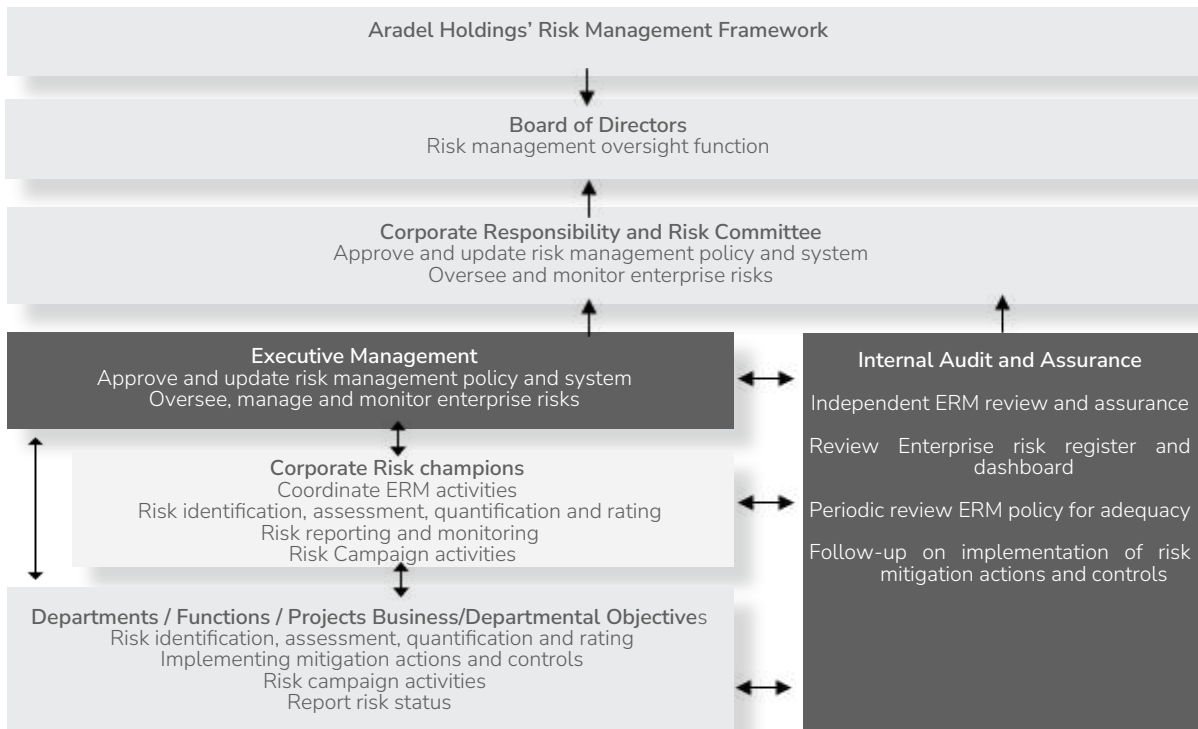 Aradel Holdings’ Risk Management Framework
Board of Directors
Risk management oversight function
Corporate Responsibility and Risk Committee
Approve and update risk management policy and system
Oversee and monitor enterprise risks
Executive Management
Approve and update risk management policy and system
Oversee, manage and monitor enterprise risks
Corporate Risk champions
Coordinate ERM activities
Risk identification, assessment, quantification and rating
Risk reporting and monitoring
Risk Campaign activities
Departments / Functions / Projects Business/Departmental Objectives
Risk identification, assessment, quantification and rating
Implementing mitigation actions and controls
Risk campaign activities
Report risk status
Internal Audit and Assurance
Independent ERM review and assurance
Review Enterprise risk register and
dashboard
Periodic review ERM policy for adequacy
Follow-up on implementation of risk
mitigation actions and controls